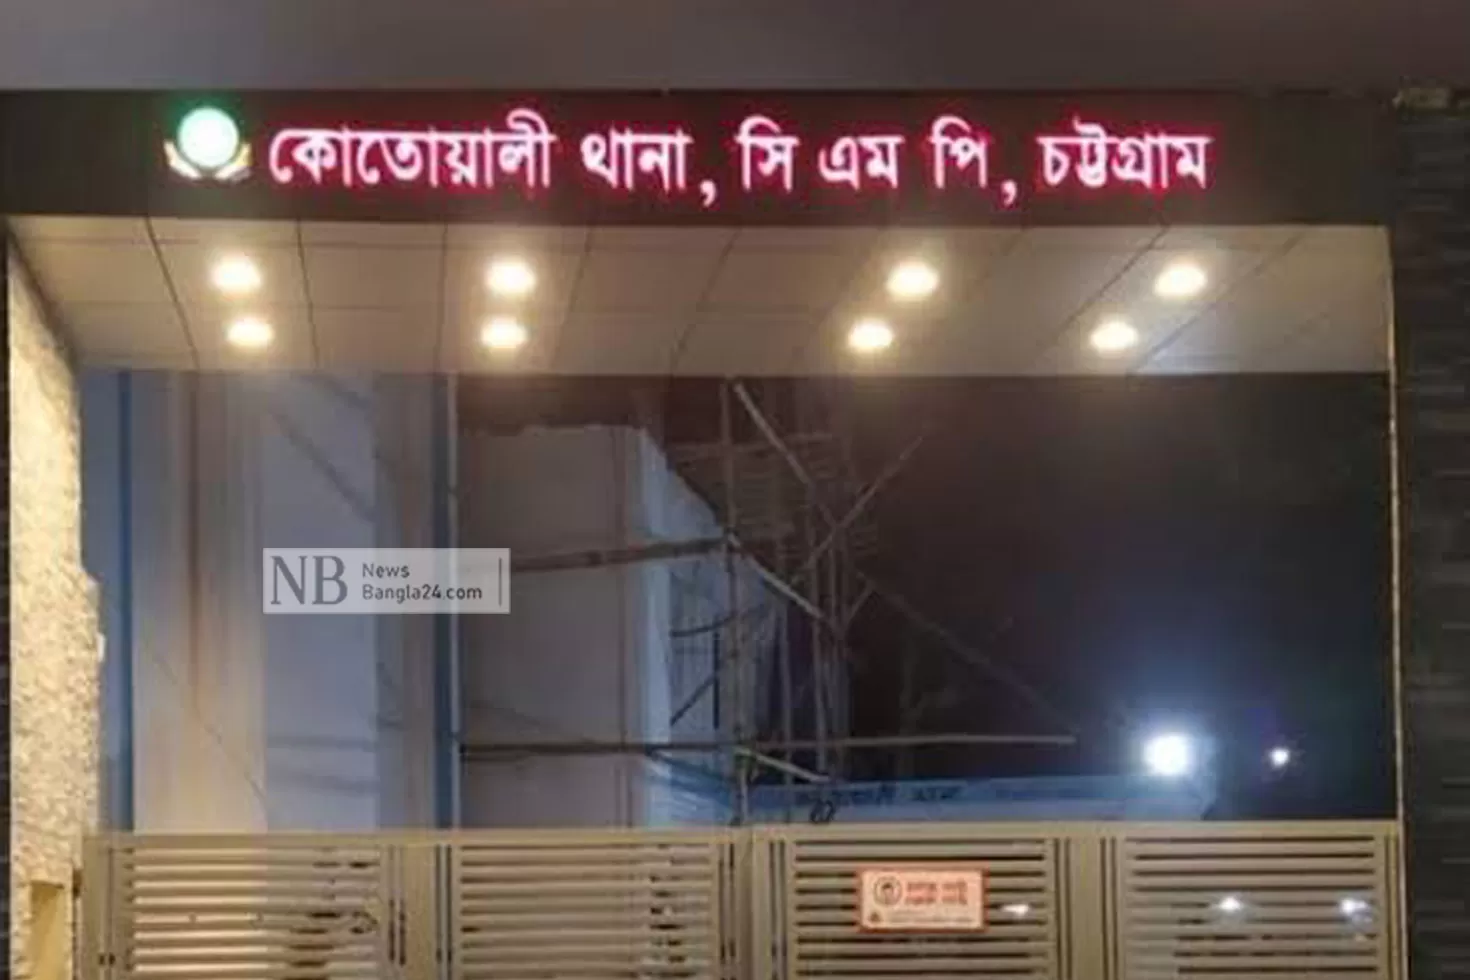 কোতোয়ালী থানা, সি এম পি, চট্টগ্রাম
NB News
Bangla24.com